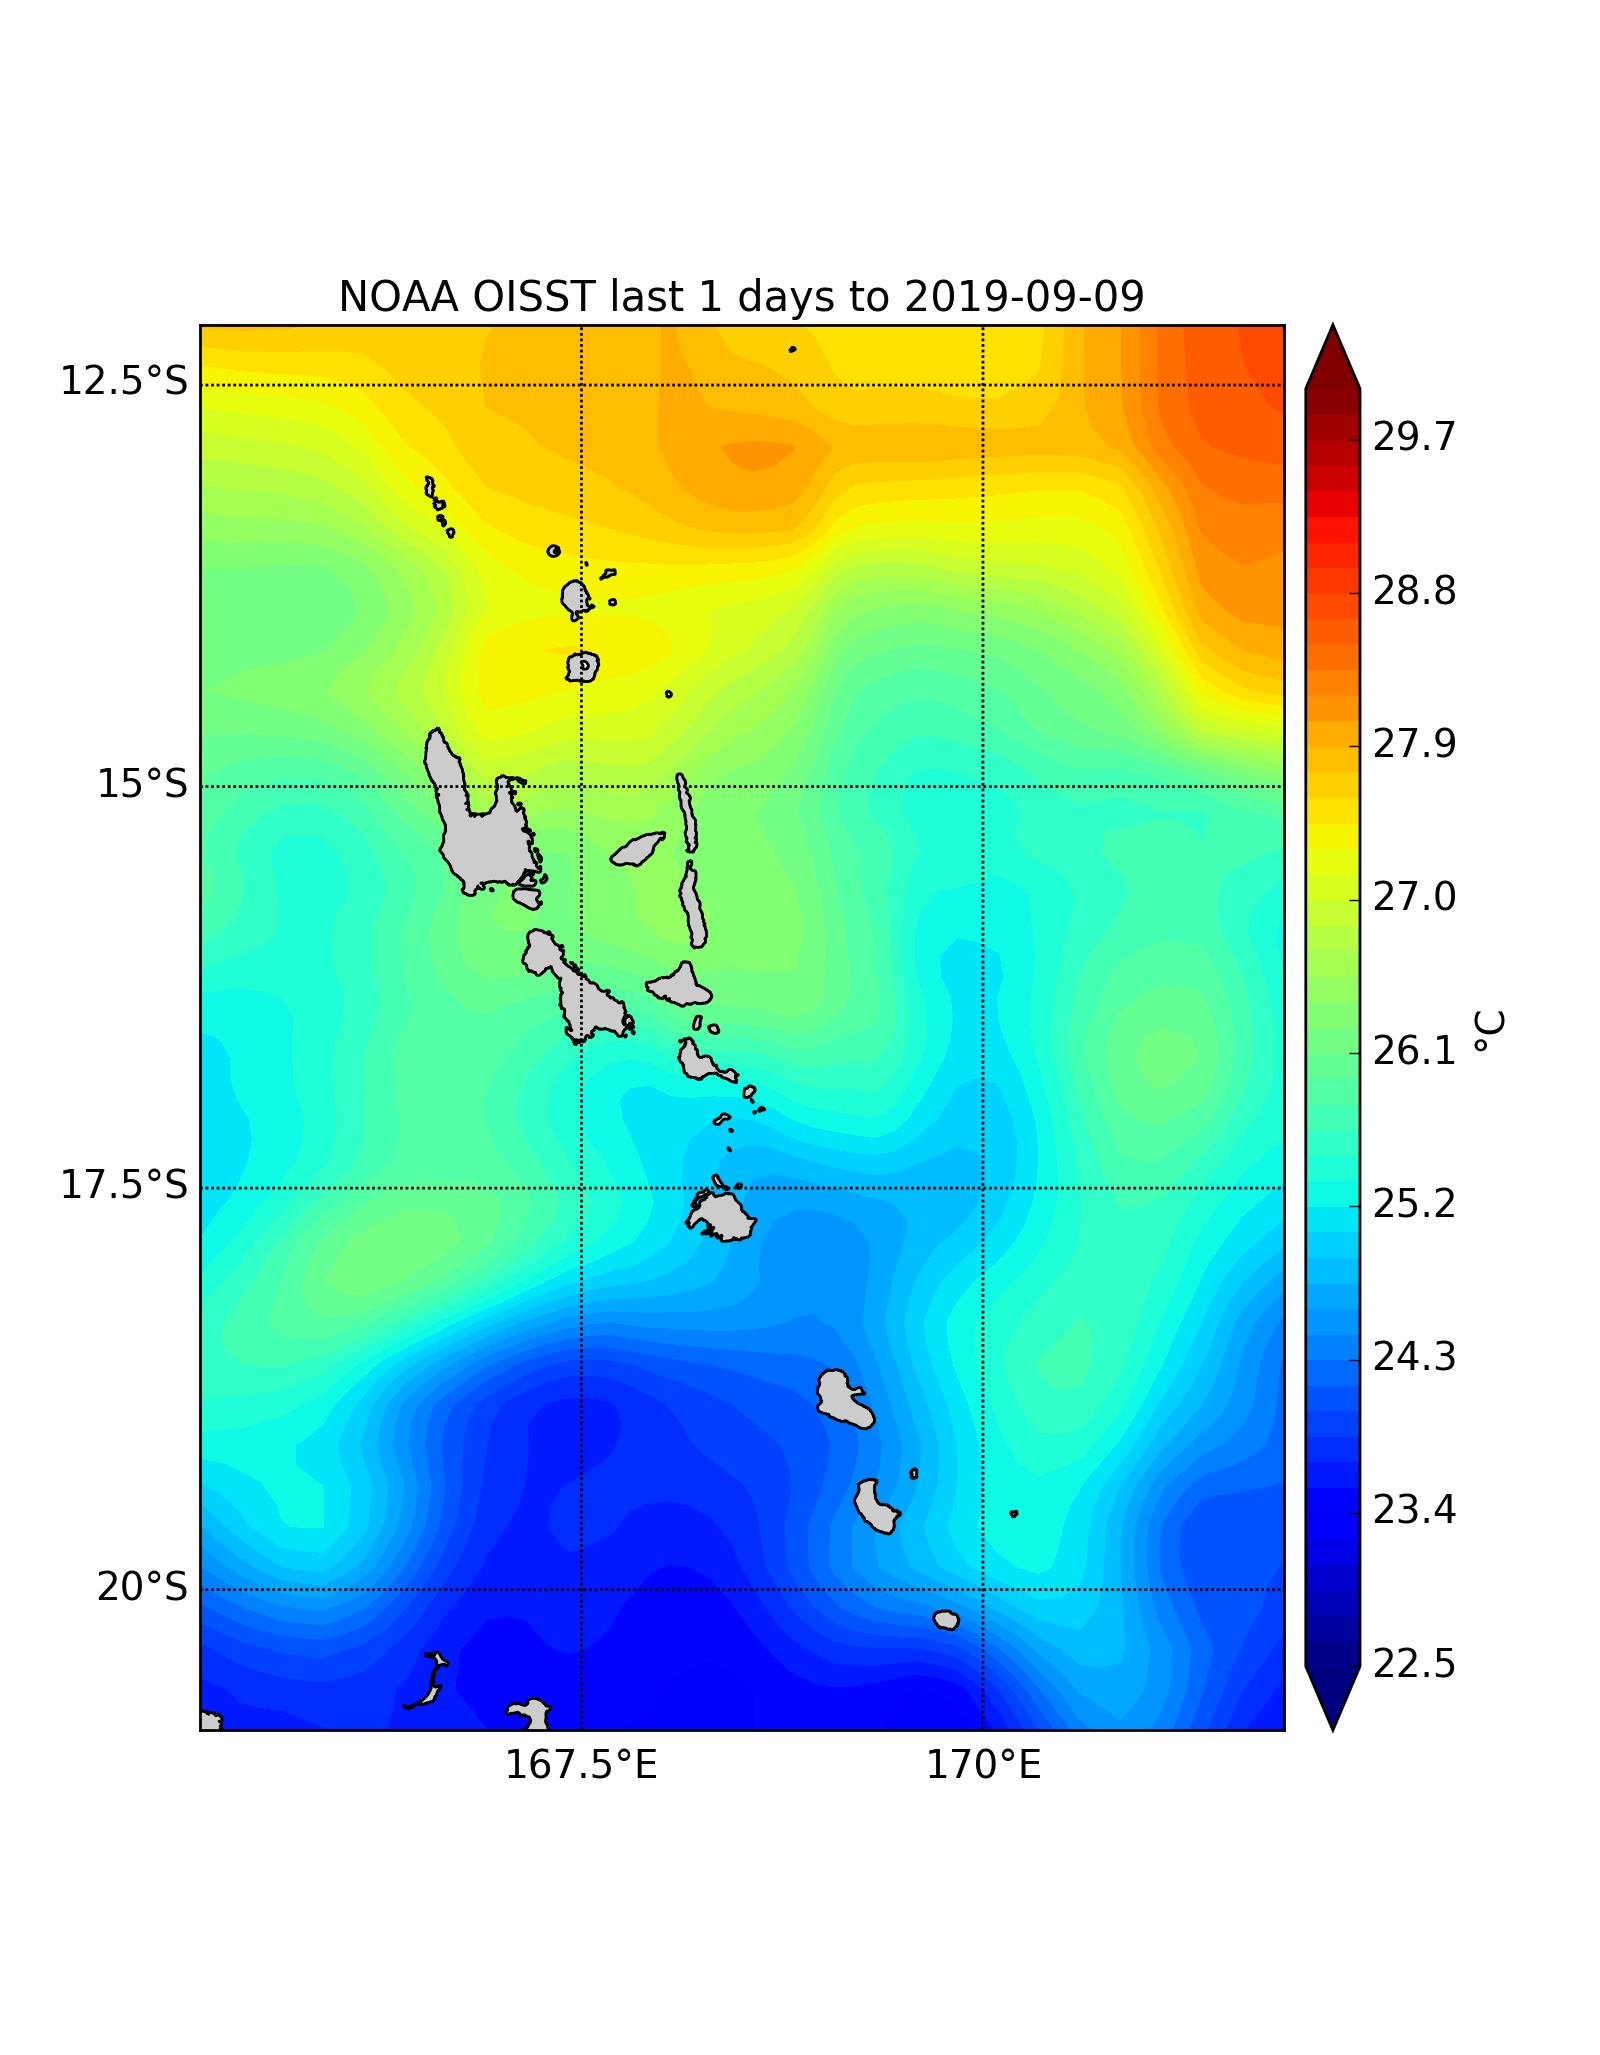 NOAA OISST last 1 days to 2019-09-09
12.5°S
15°S
17.5°S
20°S
167.5°E
170°E
29.7
28.8
27.9
27.0
26.1
25.2
24.3
23.4
22.5
°C